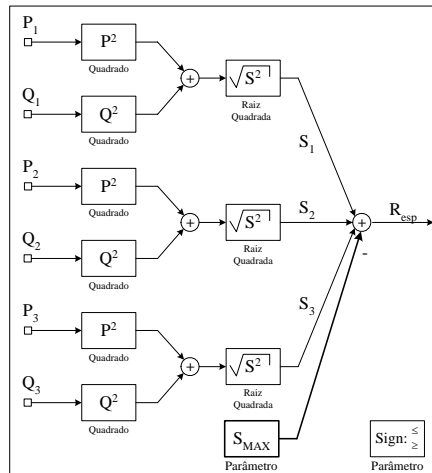 P1
P²
Quadrado
Q1
Q²
Quadrado
+
√S²
Raiz
Quadrada
S1
P2
P²
Quadrado
Q2
Q²
Quadrado
+
√S²
Raiz
Quadrada
S2
+
-
Resp
P3
P²
Quadrado
Q3
Q²
Quadrado
+
√S²
Raiz
Quadrada
S3
SMAX
Parâmetro
Sign: ≤
≥
Parâmetro